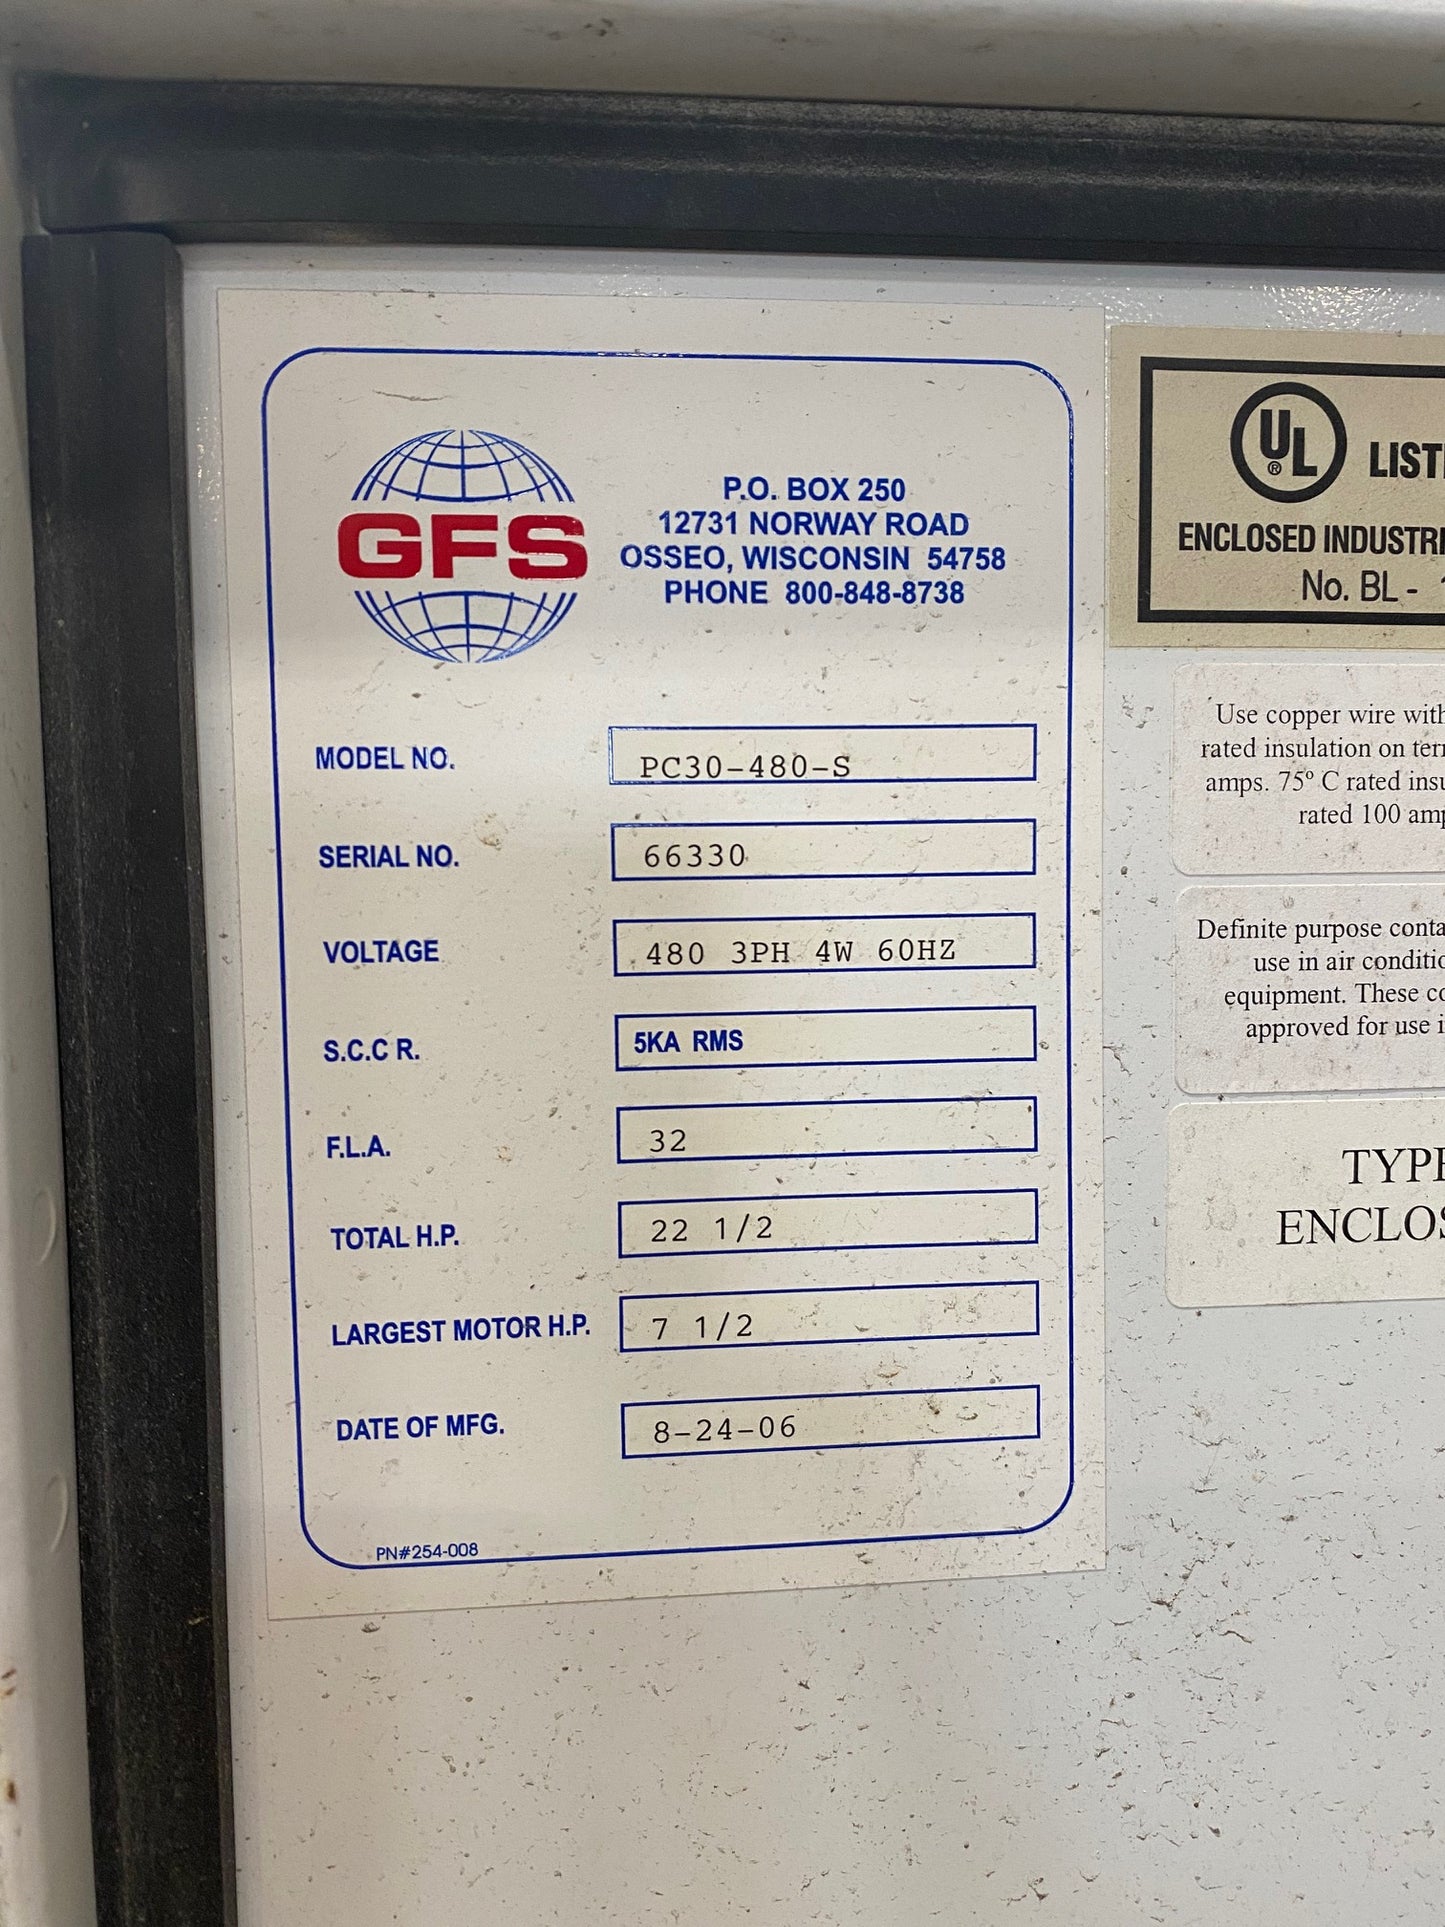 GFS
P.O. BOX 250
12731 NORWAY ROAD
OSSEO, WISCONSIN 54758
PHONE 800-848-8738
MODEL NO. PC30-480-S
SERIAL NO. 66330
VOLTAGE 480 3PH 4W 60HZ
S.C.C R. 5KA RMS
F.L.A. 32
TOTAL H.P. 22 1/2
LARGEST MOTOR H.P. 7 1/2
DATE OF MFG. 8-24-06
PN#254-008
UL ®
ENCLOSED
No. BL -
Use copper wire with
rated insulation on
amps. 75° C rated
rated 100
Definite purpose
use in air
equipment. These
approved for use